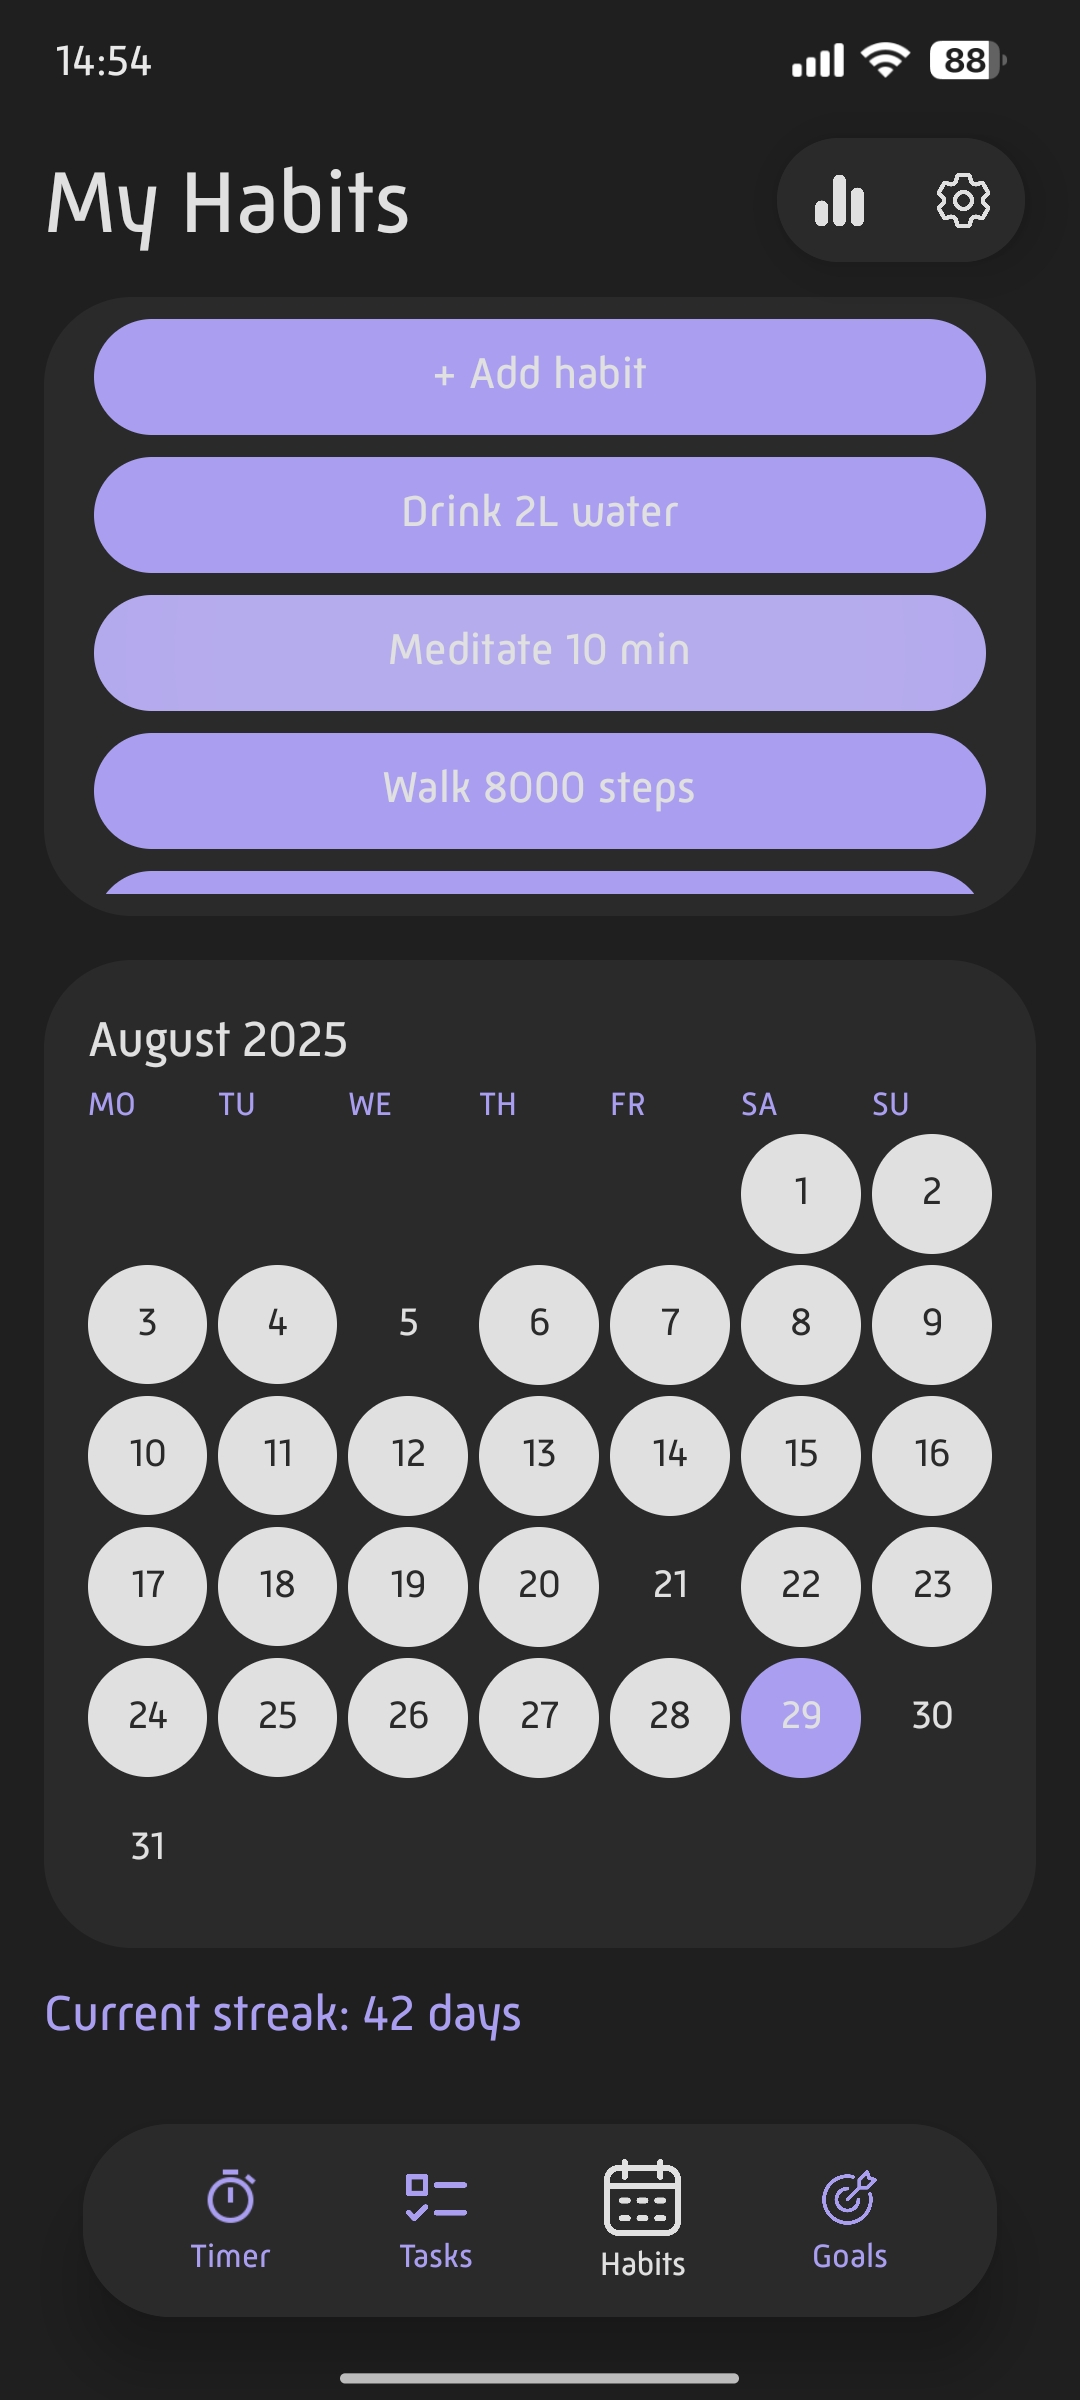 14:54
88
My Habits
+ Add habit
Drink 2L water
Meditate 10 min
Walk 8000 steps
August 2025
MO TU WE TH FR SA SU
1 2
3 4 5 6 7 8 9
10 11 12 13 14 15 16
17 18 19 20 21 22 23
24 25 26 27 28 29 30
31
Current streak: 42 days
Timer Tasks Habits Goals